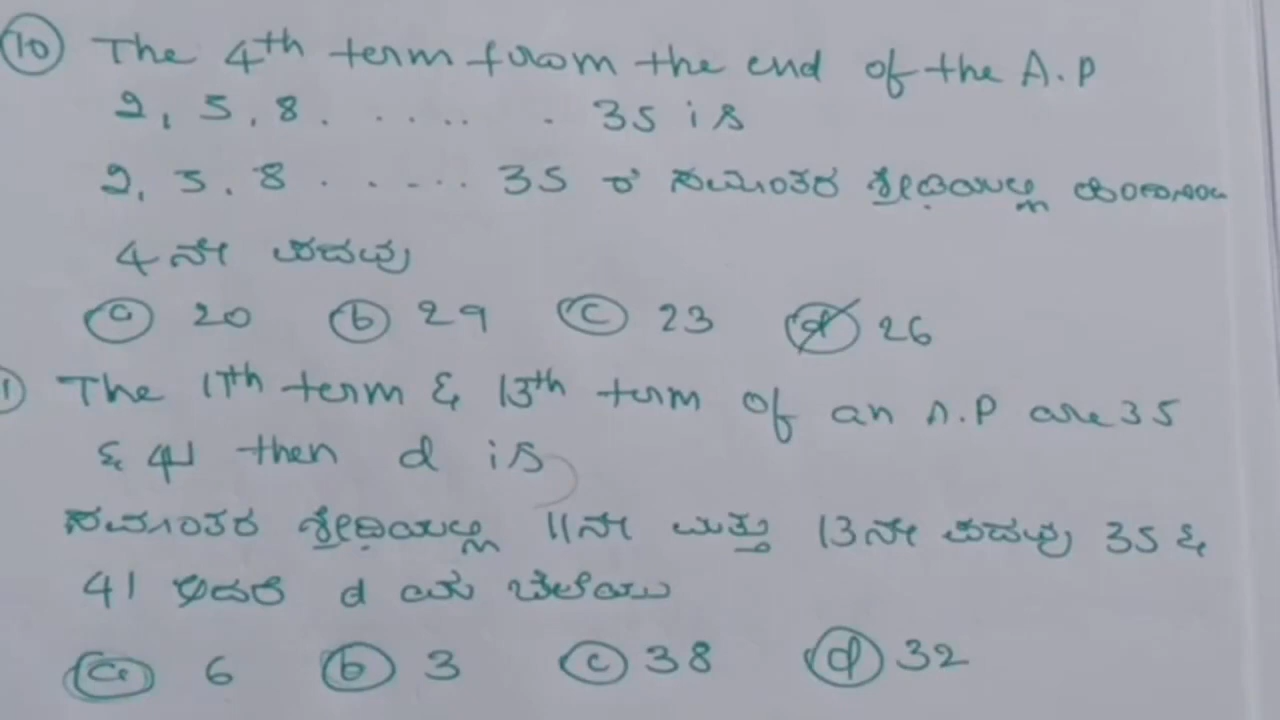 10 The 4th term from the end of the A.P
2, 5, 8. ..... . 35 is
2, 5. 8 . . ... 35 ರ ಸಮಾಂತರ ಶ್ರೇಢಿಯಲ್ಲಿ
4 ನೇ ಪದವು
a 20 b 29 c 23 d 26
1 The 11th term & 13th term of an A.P are 35
& 41 then d is
ಸಮಾಂತರ ಶ್ರೇಢಿಯಲ್ಲಿ 11ನೇ ಮತ್ತು 13ನೇ ಪದವು 35 &
41 ಆದರೆ d ಯ ಬೆಲೆಯು
a 6 b 3 c 38 d 32